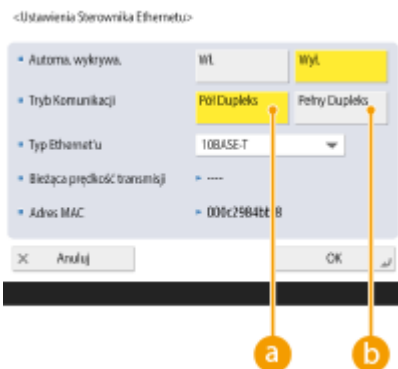 <Ustawienia Sterownika Ethernetu>
Automa. wykrywa. Wł. Wył.
Tryb Komunikacji Pół Dupleks Pełny Dupleks
Typ Ethernet'u 10BASE-T
Bieżąca prędkość transmisji ----
Adres MAC
Anuluj OK
a b